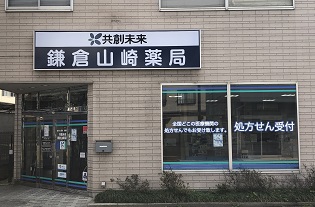 共創未来
鎌倉山崎薬局
全国どこの医療機関の
処方せんでもお受け致します。
処方せん受付